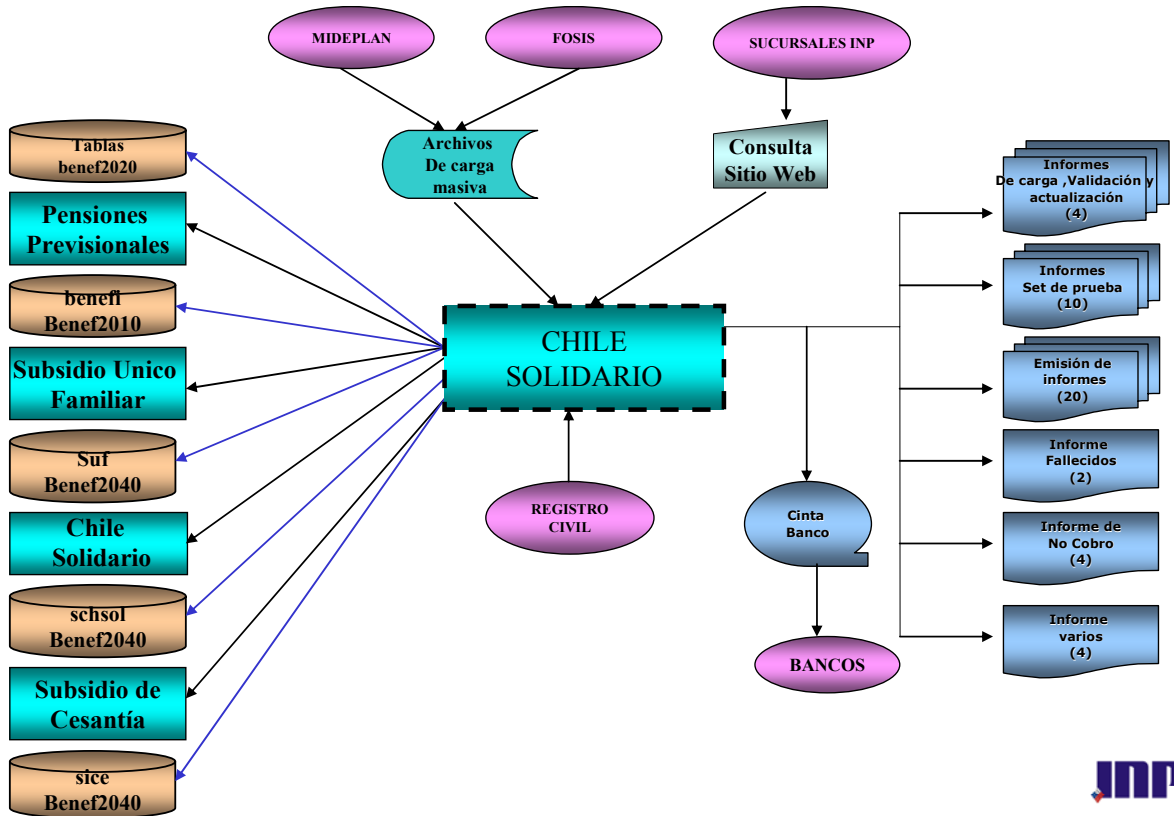 MIDEPLAN
FOSIS
SUCURSALES INP
Archivos
De carga
masiva
Consulta
Sitio Web
Tablas
benef2020
Pensiones
Previsionales
benefi
Benef2010
Subsidio Unico
Familiar
Suf
Benef2040
Chile
Solidario
schsol
Benef2040
Subsidio de
Cesantía
sice
Benef2040
CHILE
SOLIDARIO
REGISTRO
CIVIL
Cinta
Banco
BANCOS
Informes
De carga ,Validación y
actualización
(4)
Informes
Set de prueba
(10)
Emisión de
informes
(20)
Informe
Fallecidos
(2)
Informe de
No Cobro
(4)
Informe
varios
(4)
INP